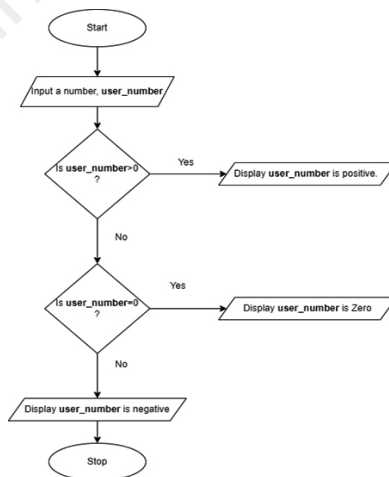 Start
Input a number, user_number
Is user_number>0
?
Yes
Display user_number is positive.
No
Is user_number=0
?
Yes
Display user_number is Zero
No
Display user_number is negative
Stop